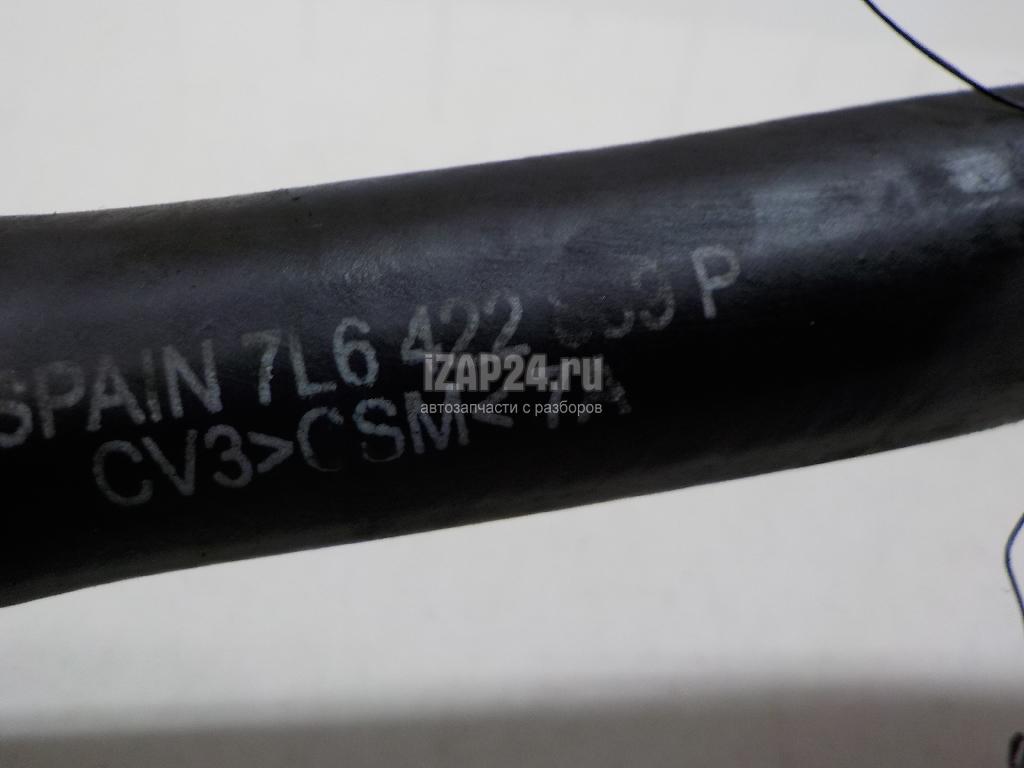 SPAIN 7L6 422 P
CV3>CSM<
iZAP24.ru
автозапчасти с разборов